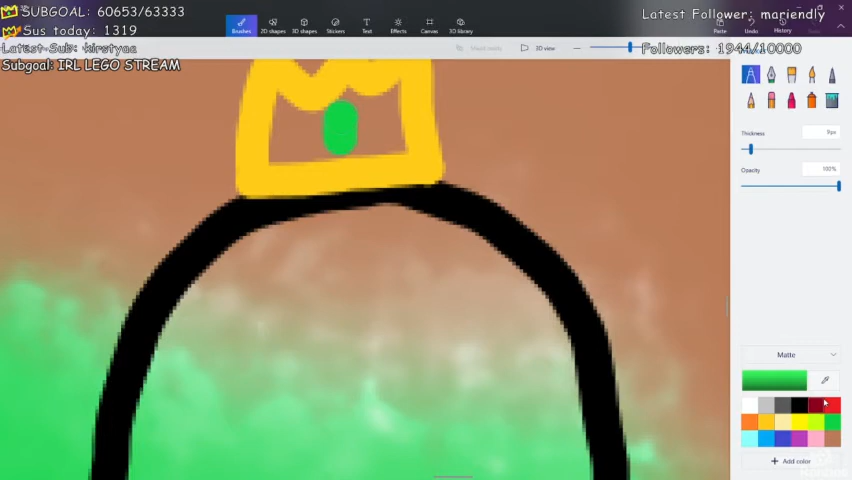 SUBGOAL: 60653/63333
Sus today: 1319
Latest Sub: kirstyaa
Subgoal: IRL LEGO STREAM
Latest Follower: mariendly
Followers: 1944/10000
Brushes
2D shapes
3D shapes
Stickers
Text
Effects
Canvas
3D library
Paste
Undo
History
3D view
Thickness
9px
Opacity
100%
Matte
Add color